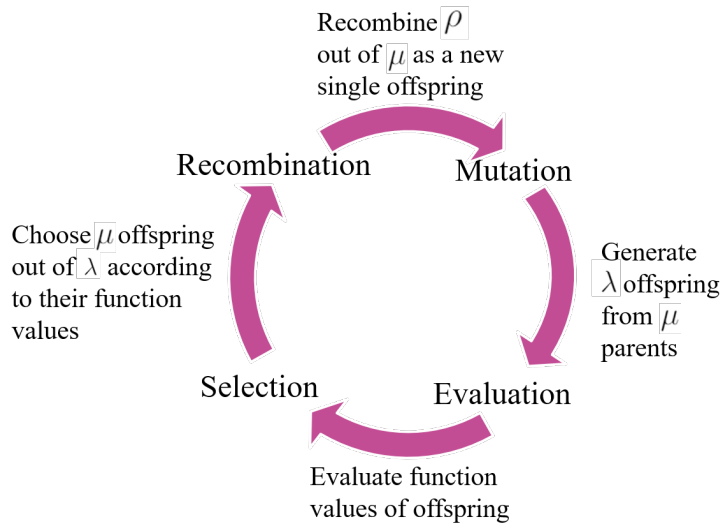 Recombine ρ
out of μ as a new
single offspring
Recombination
Mutation
Choose μ offspring
out of λ according
to their function
values
Generate
λ offspring
from μ
parents
Selection
Evaluation
Evaluate function
values of offspring